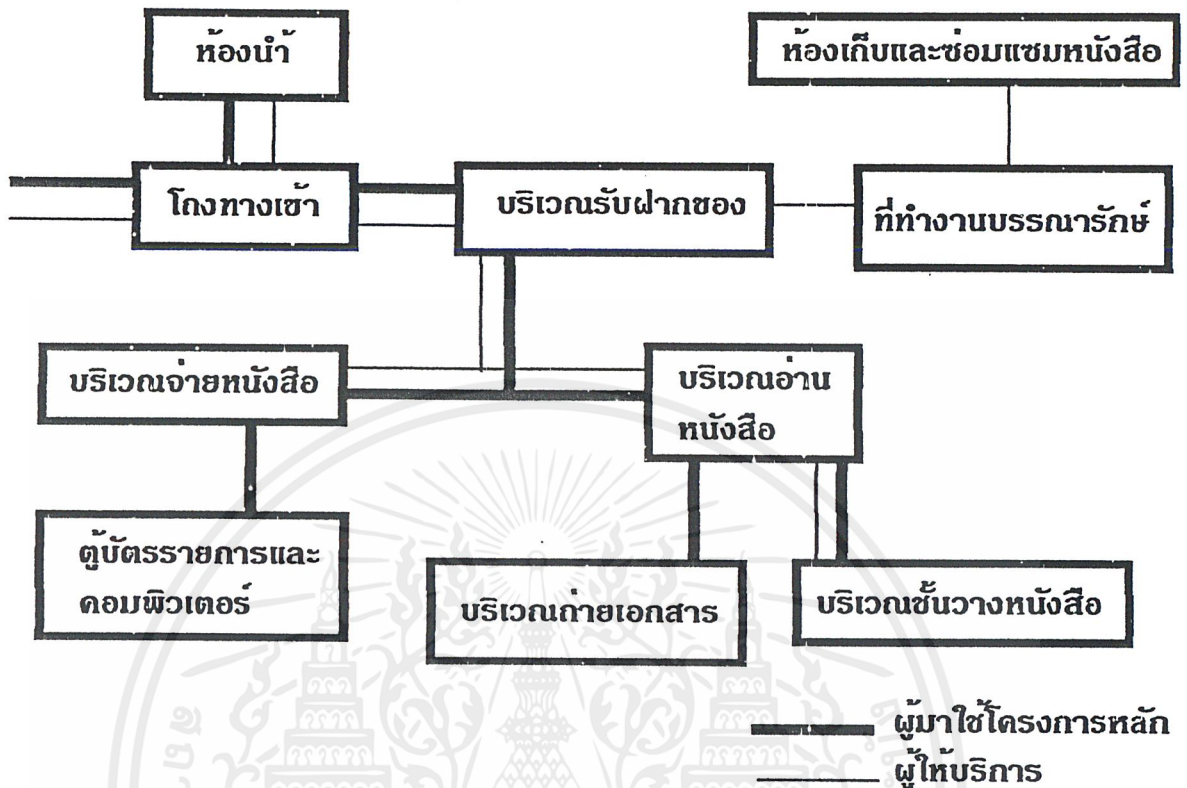 ห้องน้ำ
ห้องเก็บและซ่อมแซมหนังสือ
โถงทางเข้า
บริเวณรับฝากของ
ที่ทำงานบรรณารักษ์
บริเวณจ่ายหนังสือ
บริเวณอ่าน
หนังสือ
ตู้บัตรรายการและ
คอมพิวเตอร์
บริเวณถ่ายเอกสาร
บริเวณชั้นวางหนังสือ
ผู้มาใช้โครงการหลัก
ผู้ให้บริการ